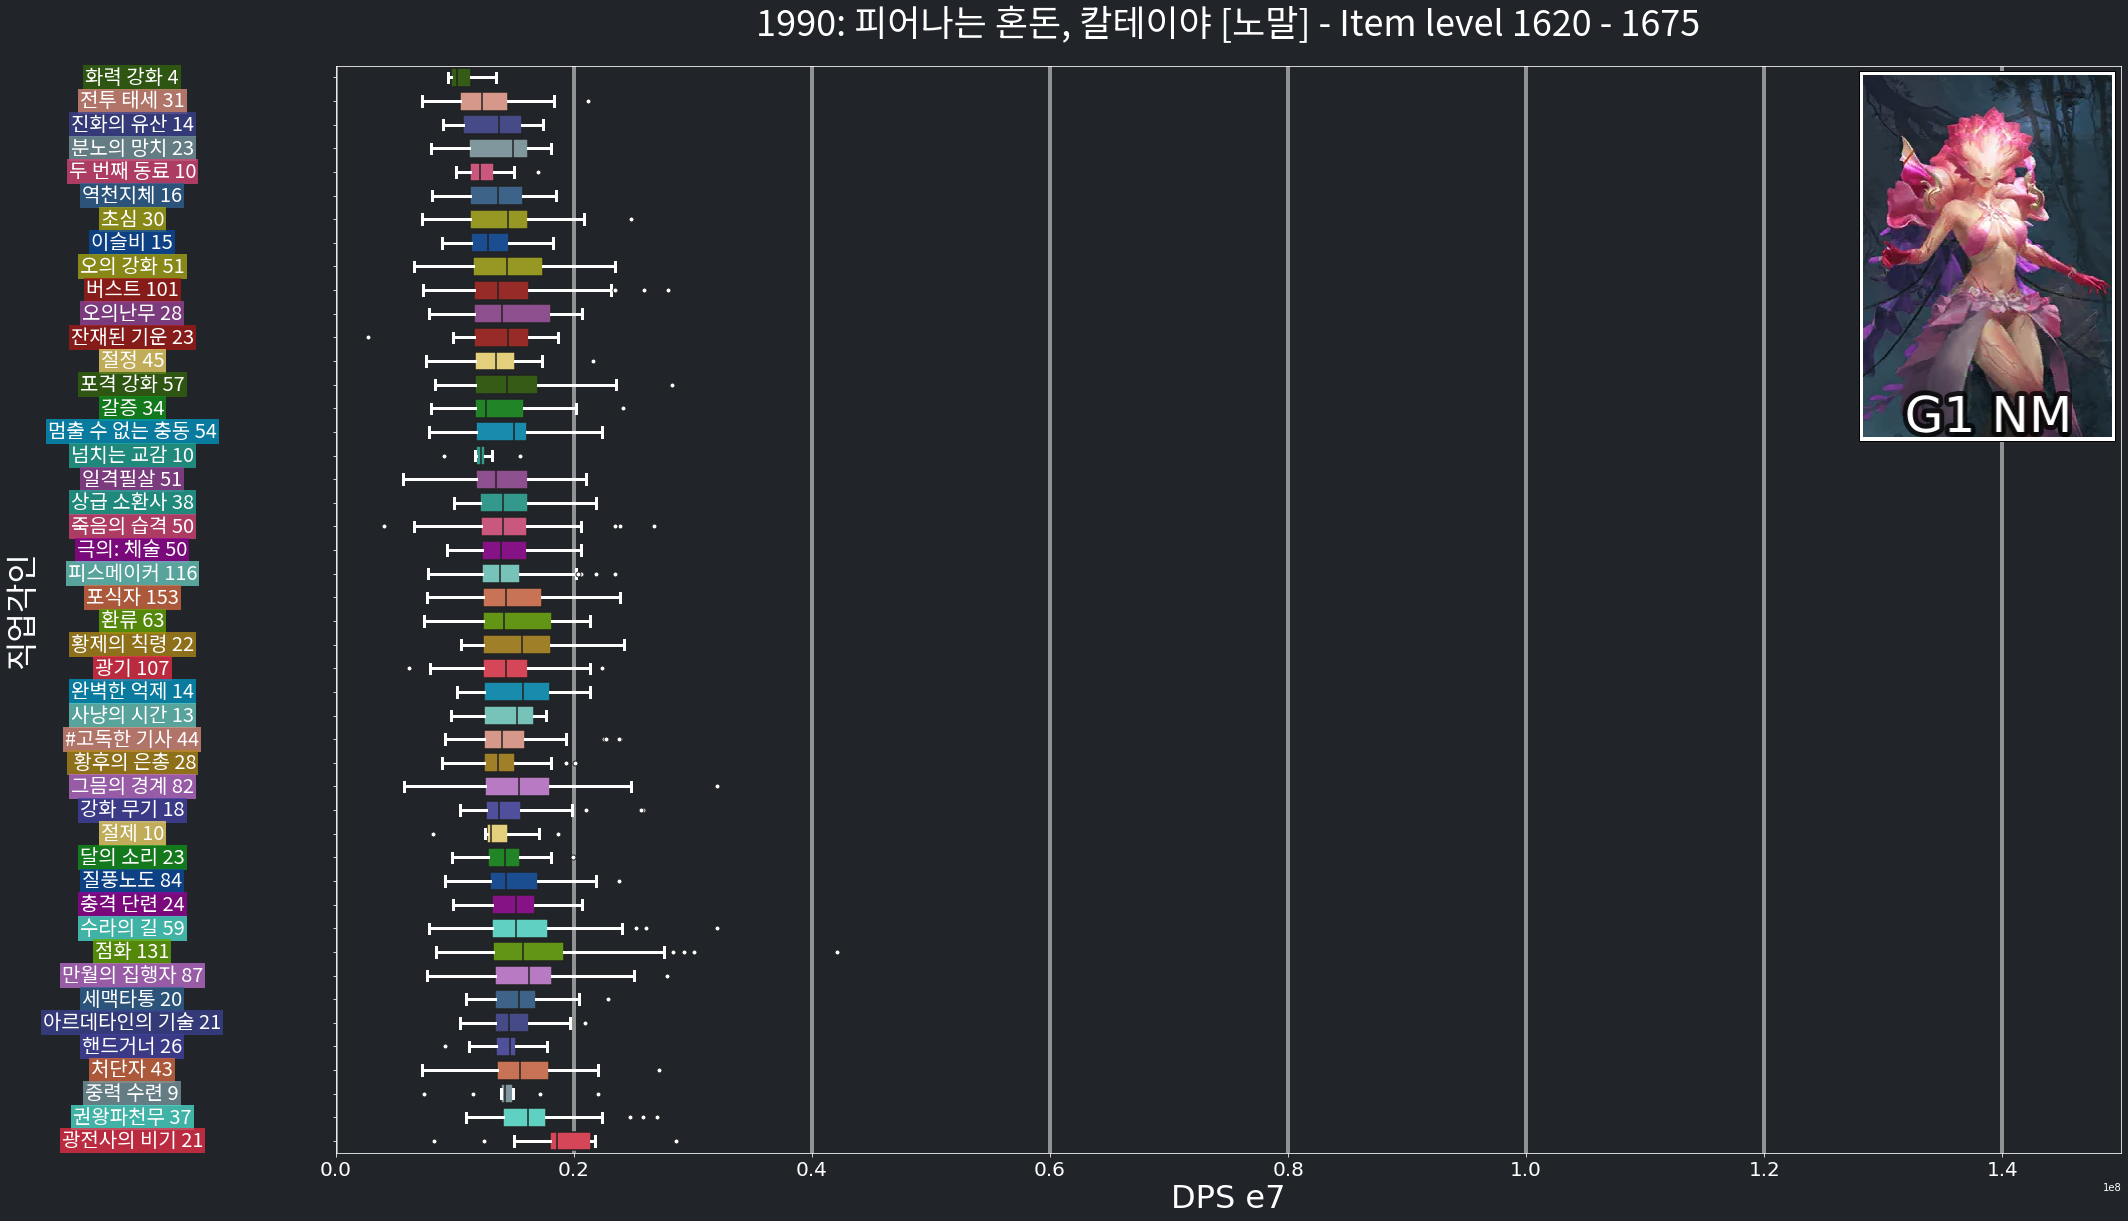 1990: 피어나는 혼돈, 칼테이야 [노말] - Item level 1620 - 1675
화력 강화 4
전투 태세 31
진화의 유산 14
분노의 망치 23
두 번째 동료 10
역천지체 16
초심 30
이슬비 15
오의 강화 51
버스트 101
오의난무 28
잔재된 기운 23
절정 45
포격 강화 57
갈증 34
멈출 수 없는 충동 54
넘치는 교감 10
일격필살 51
상급 소환사 38
죽음의 습격 50
극의: 체술 50
피스메이커 116
포식자 153
환류 63
황제의 칙령 22
광기 107
완벽한 억제 14
사냥의 시간 13
#고독한 기사 44
황후의 은총 28
그믐의 경계 82
강화 무기 18
절제 10
달의 소리 23
질풍노도 84
충격 단련 24
수라의 길 59
점화 131
만월의 집행자 87
세맥타통 20
아르데타인의 기술 21
핸드거너 26
처단자 43
중력 수련 9
권왕파천무 37
광전사의 비기 21
직업각인
G1 NM
0.0 0.2 0.4 0.6 0.8 1.0 1.2 1.4
1e8
DPS e7